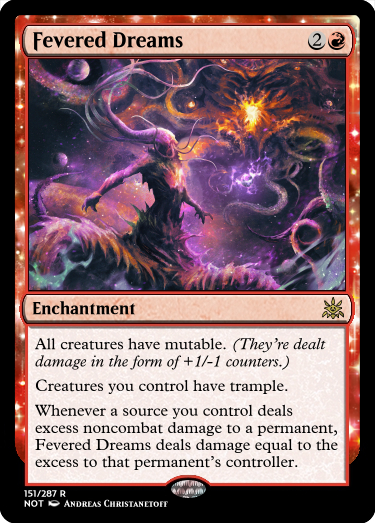 Fevered Dreams 2
Enchantment
All creatures have mutable. (They're dealt
damage in the form of +1/-1 counters.)
Creatures you control have trample.
Whenever a source you control deals
excess noncombat damage to a permanent,
Fevered Dreams deals damage equal to the
excess to that permanent's controller.
151/287 R
NOT Andreas Christanetoff